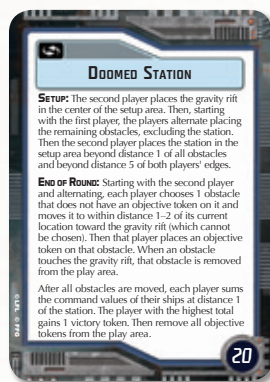 DOOMED STATION
SETUP: The second player places the gravity rift
in the center of the setup area. Then, starting
with the first player, the players alternate placing
the remaining obstacles, excluding the station.
Then the second player places the station in the
setup area beyond distance 1 of all obstacles
and beyond distance 5 of both players' edges.
END OF ROUND: Starting with the second player
and alternating, each player chooses 1 obstacle
that does not have an objective token on it and
moves it to within distance 1–2 of its current
location toward the gravity rift (which cannot
be chosen). Then that player places an objective
token on that obstacle. When an obstacle
touches the gravity rift, that obstacle is removed
from the play area.
After all obstacles are moved, each player sums
the command values of their ships at distance 1
of the station. The player with the highest total
gains 1 victory token. Then remove all objective
tokens from the play area.
© LFL © FFG
20